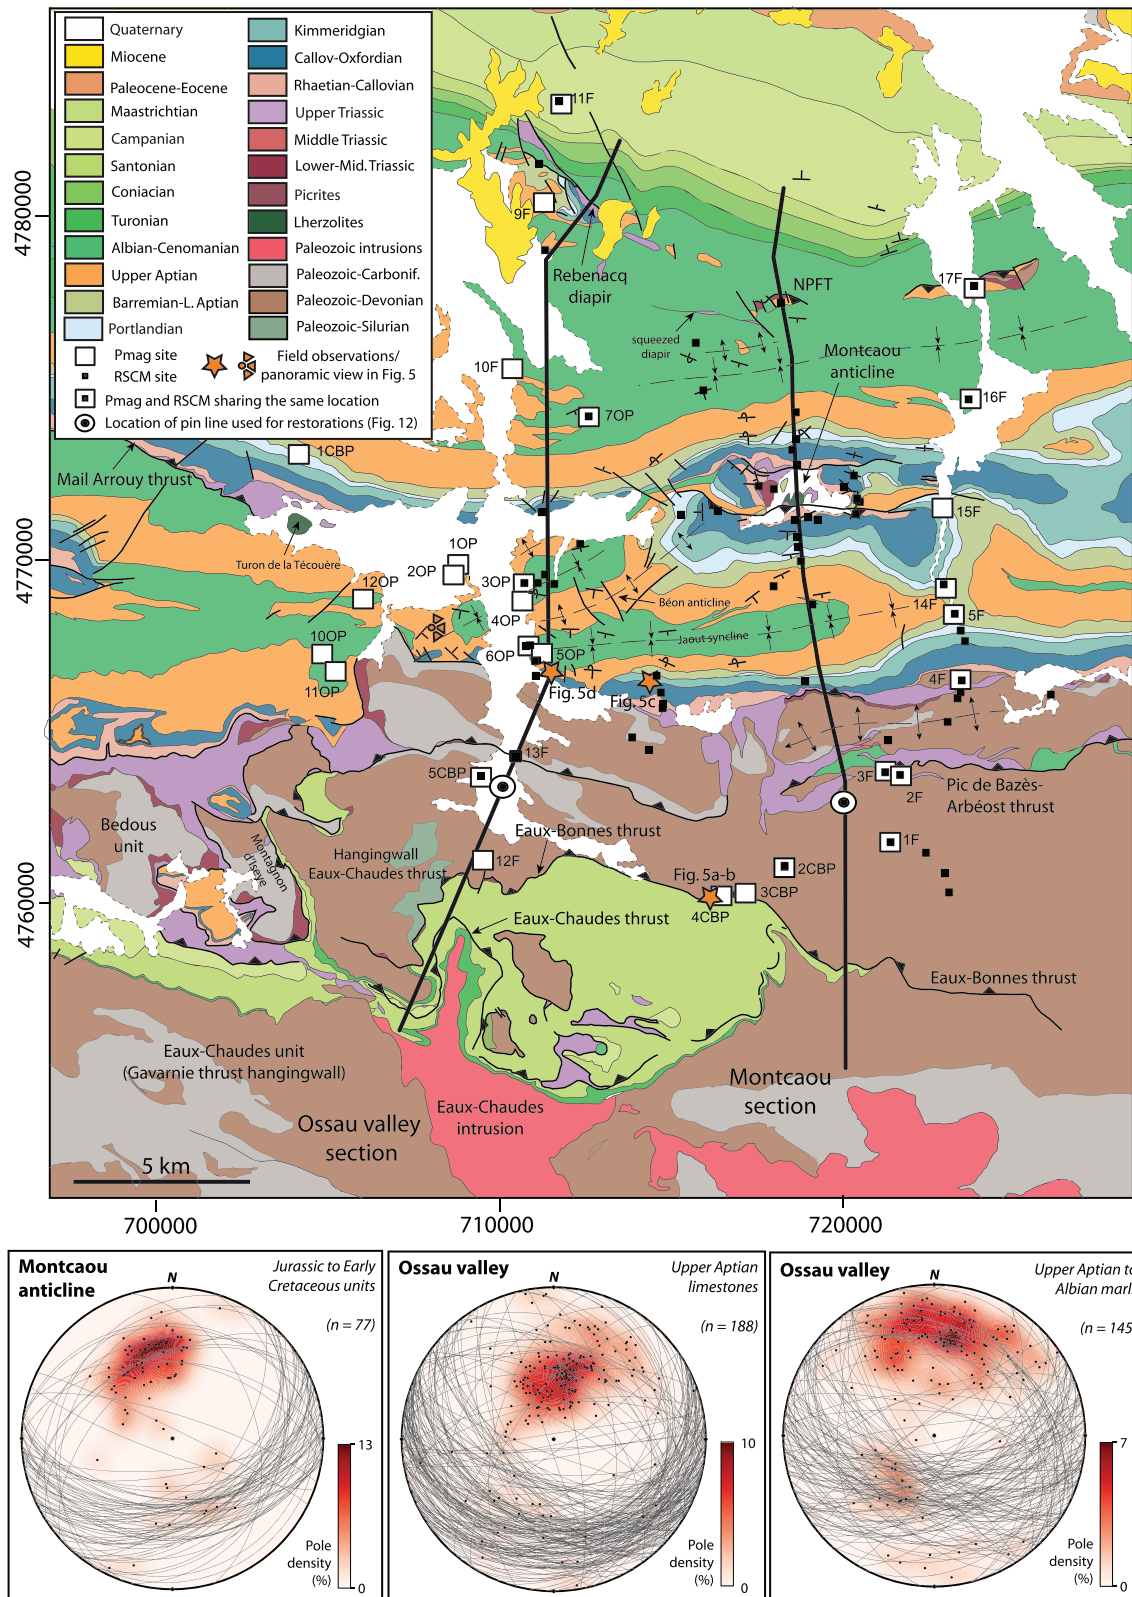 Quaternary
Miocene
Paleocene-Eocene
Maastrichtian
Campanian
Santonian
Coniacian
Turonian
Albian-Cenomanian
Upper Aptian
Barremian-L. Aptian
Portlandian
Kimmeridgian
Callov-Oxfordian
Rhaetian-Callovian
Upper Triassic
Middle Triassic
Lower-Mid. Triassic
Picrites
Lherzolites
Paleozoic intrusions
Paleozoic-Carbonif.
Paleozoic-Devonian
Paleozoic-Silurian
Pmag site
RSCM site
Field observations/
panoramic view in Fig. 5
Pmag and RSCM sharing the same location
Location of pin line used for restorations (Fig. 12)
4780000
4770000
4760000
11F
9F
Rebenacq
diapir
17F
NPFT
squeezed
diapir
Montcaou
anticline
10F
7OP
16F
1CBP
Mail Arrouy thrust
15F
Turon de la Técouère
1OP
2OP
12OP
3OP
4OP
Béon anticline
14F
5F
Jaout syncline
10OP
11OP
6OP
5OP
Fig. 5d
Fig. 5c
4F
13F
5CBP
3F
2F
Pic de Bazès-
Arbéost thrust
Bedous
unit
Montagnon
d'Iseye
Hangingwall
Eaux-Chaudes thrust
Eaux-Bonnes thrust
12F
1F
2CBP
Fig. 5a-b
3CBP
4CBP
Eaux-Chaudes thrust
Eaux-Bonnes thrust
Eaux-Chaudes unit
(Gavarnie thrust hangingwall)
Ossau valley
section
Eaux-Chaudes
intrusion
Montcaou
section
5 km
700000
710000
720000
Montcaou
anticline
N
Jurassic to Early
Cretaceous units
(n = 77)
13
Pole
density
(%)
0
Ossau valley
N
Upper Aptian
limestones
(n = 188)
10
Pole
density
(%)
0
Ossau valley
N
Upper Aptian to
Albian marl
(n = 145
7
Pole
density
(%)
0